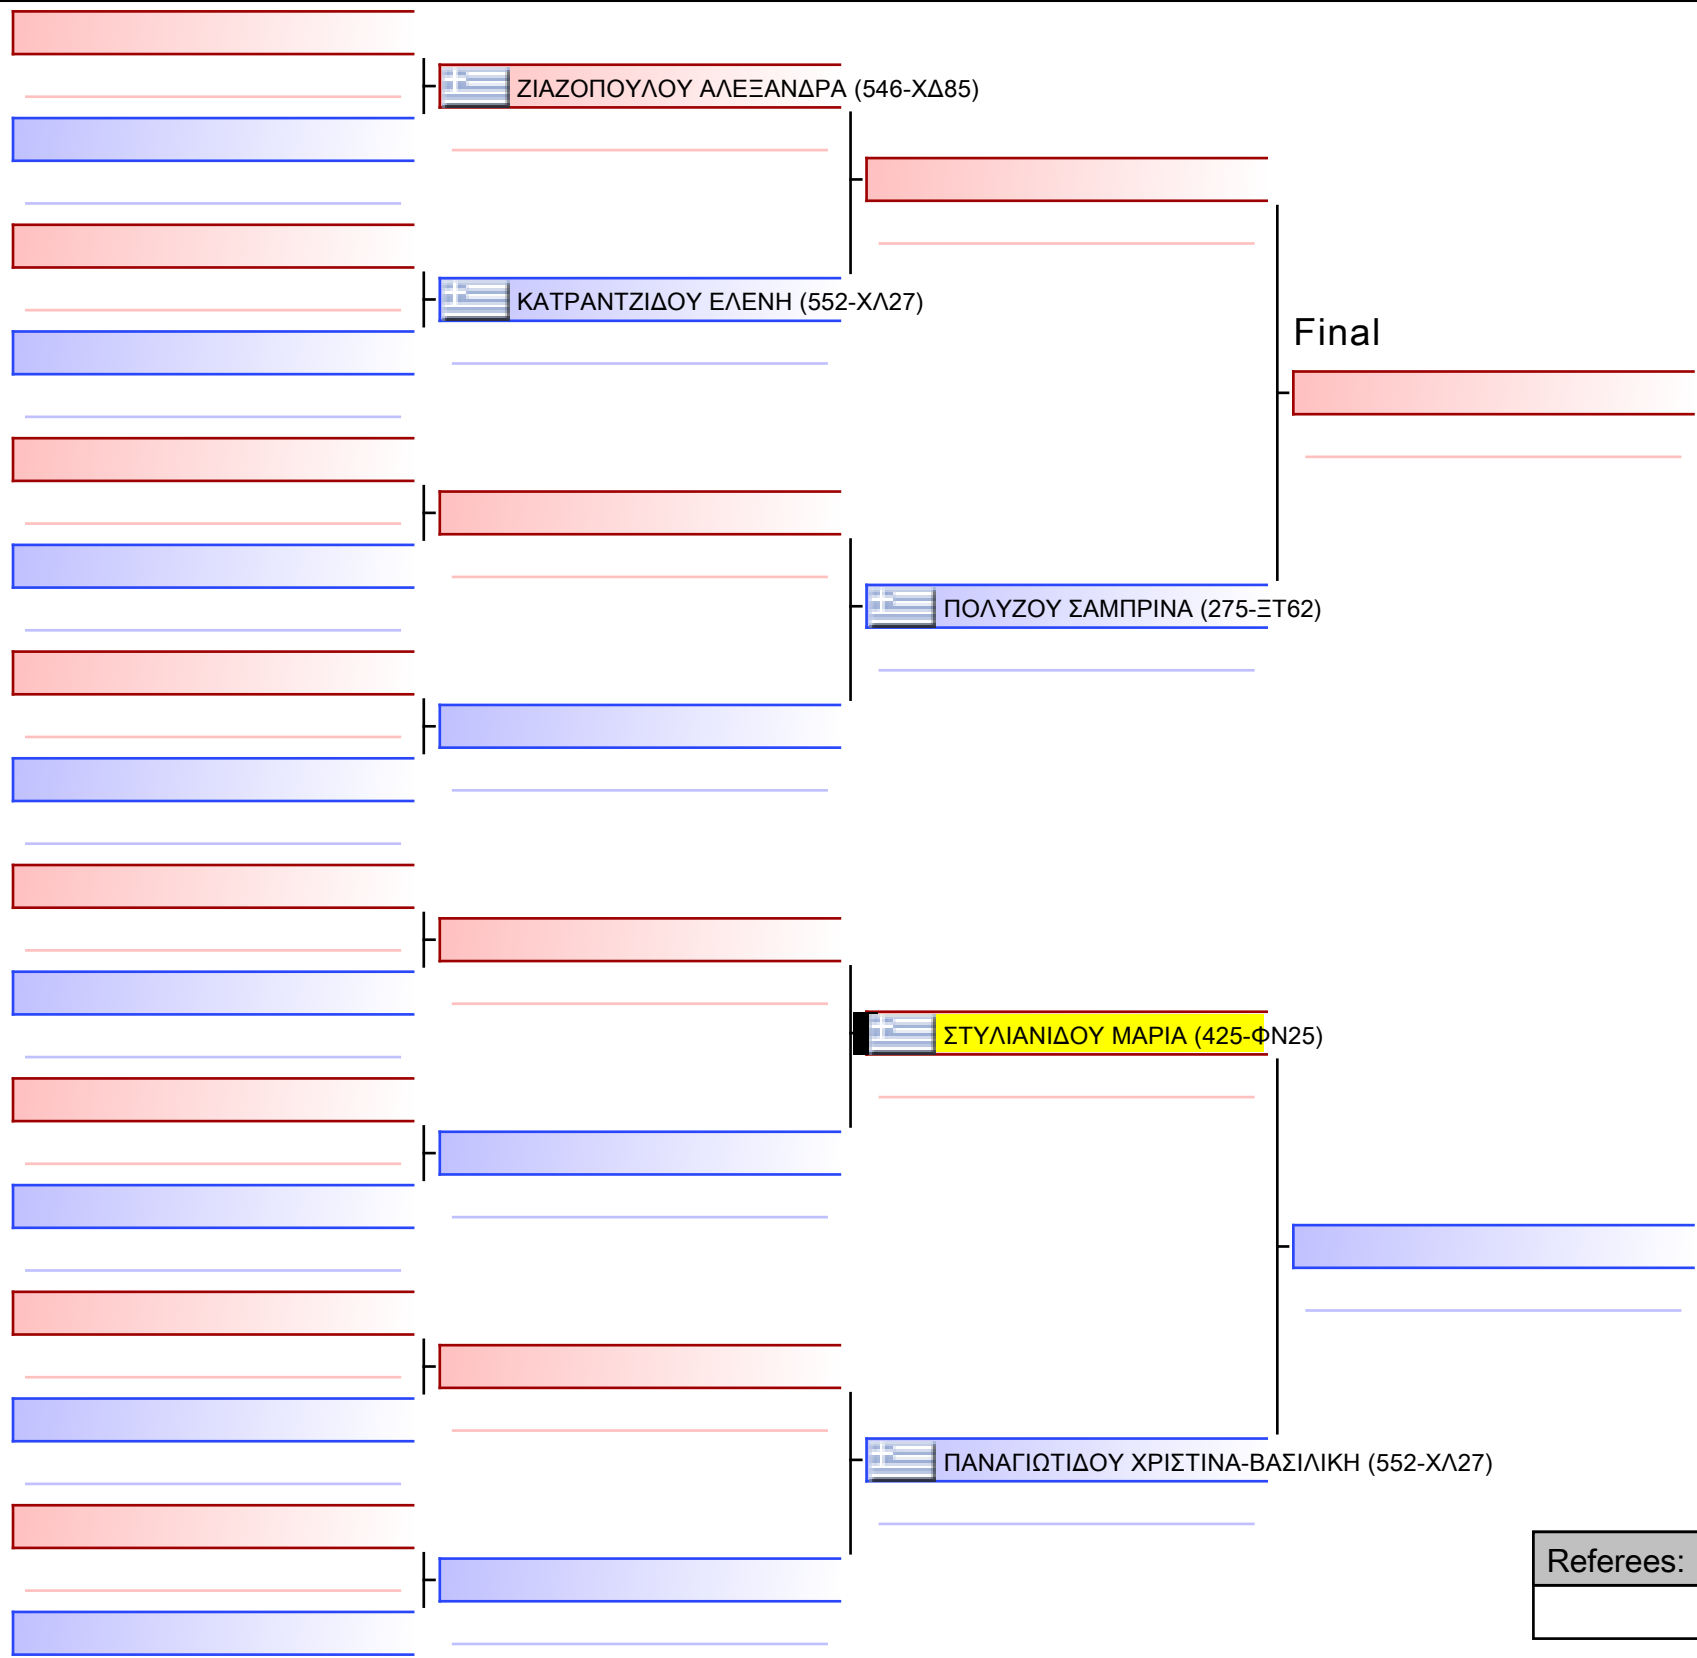 ΖΙΑΖΟΠΟΥΛΟΥ ΑΛΕΞΑΝΔΡΑ (546-ΧΔ85)
ΚΑΤΡΑΝΤΖΙΔΟΥ ΕΛΕΝΗ (552-ΧΛ27)
Final
ΠΟΛΥΖΟΥ ΣΑΜΠΡΙΝΑ (275-ΞΤ62)
ΣΤΥΛΙΑΝΙΔΟΥ ΜΑΡΙΑ (425-ΦΝ25)
ΠΑΝΑΓΙΩΤΙΔΟΥ ΧΡΙΣΤΙΝΑ-ΒΑΣΙΛΙΚΗ (552-ΧΛ27)
Referees: